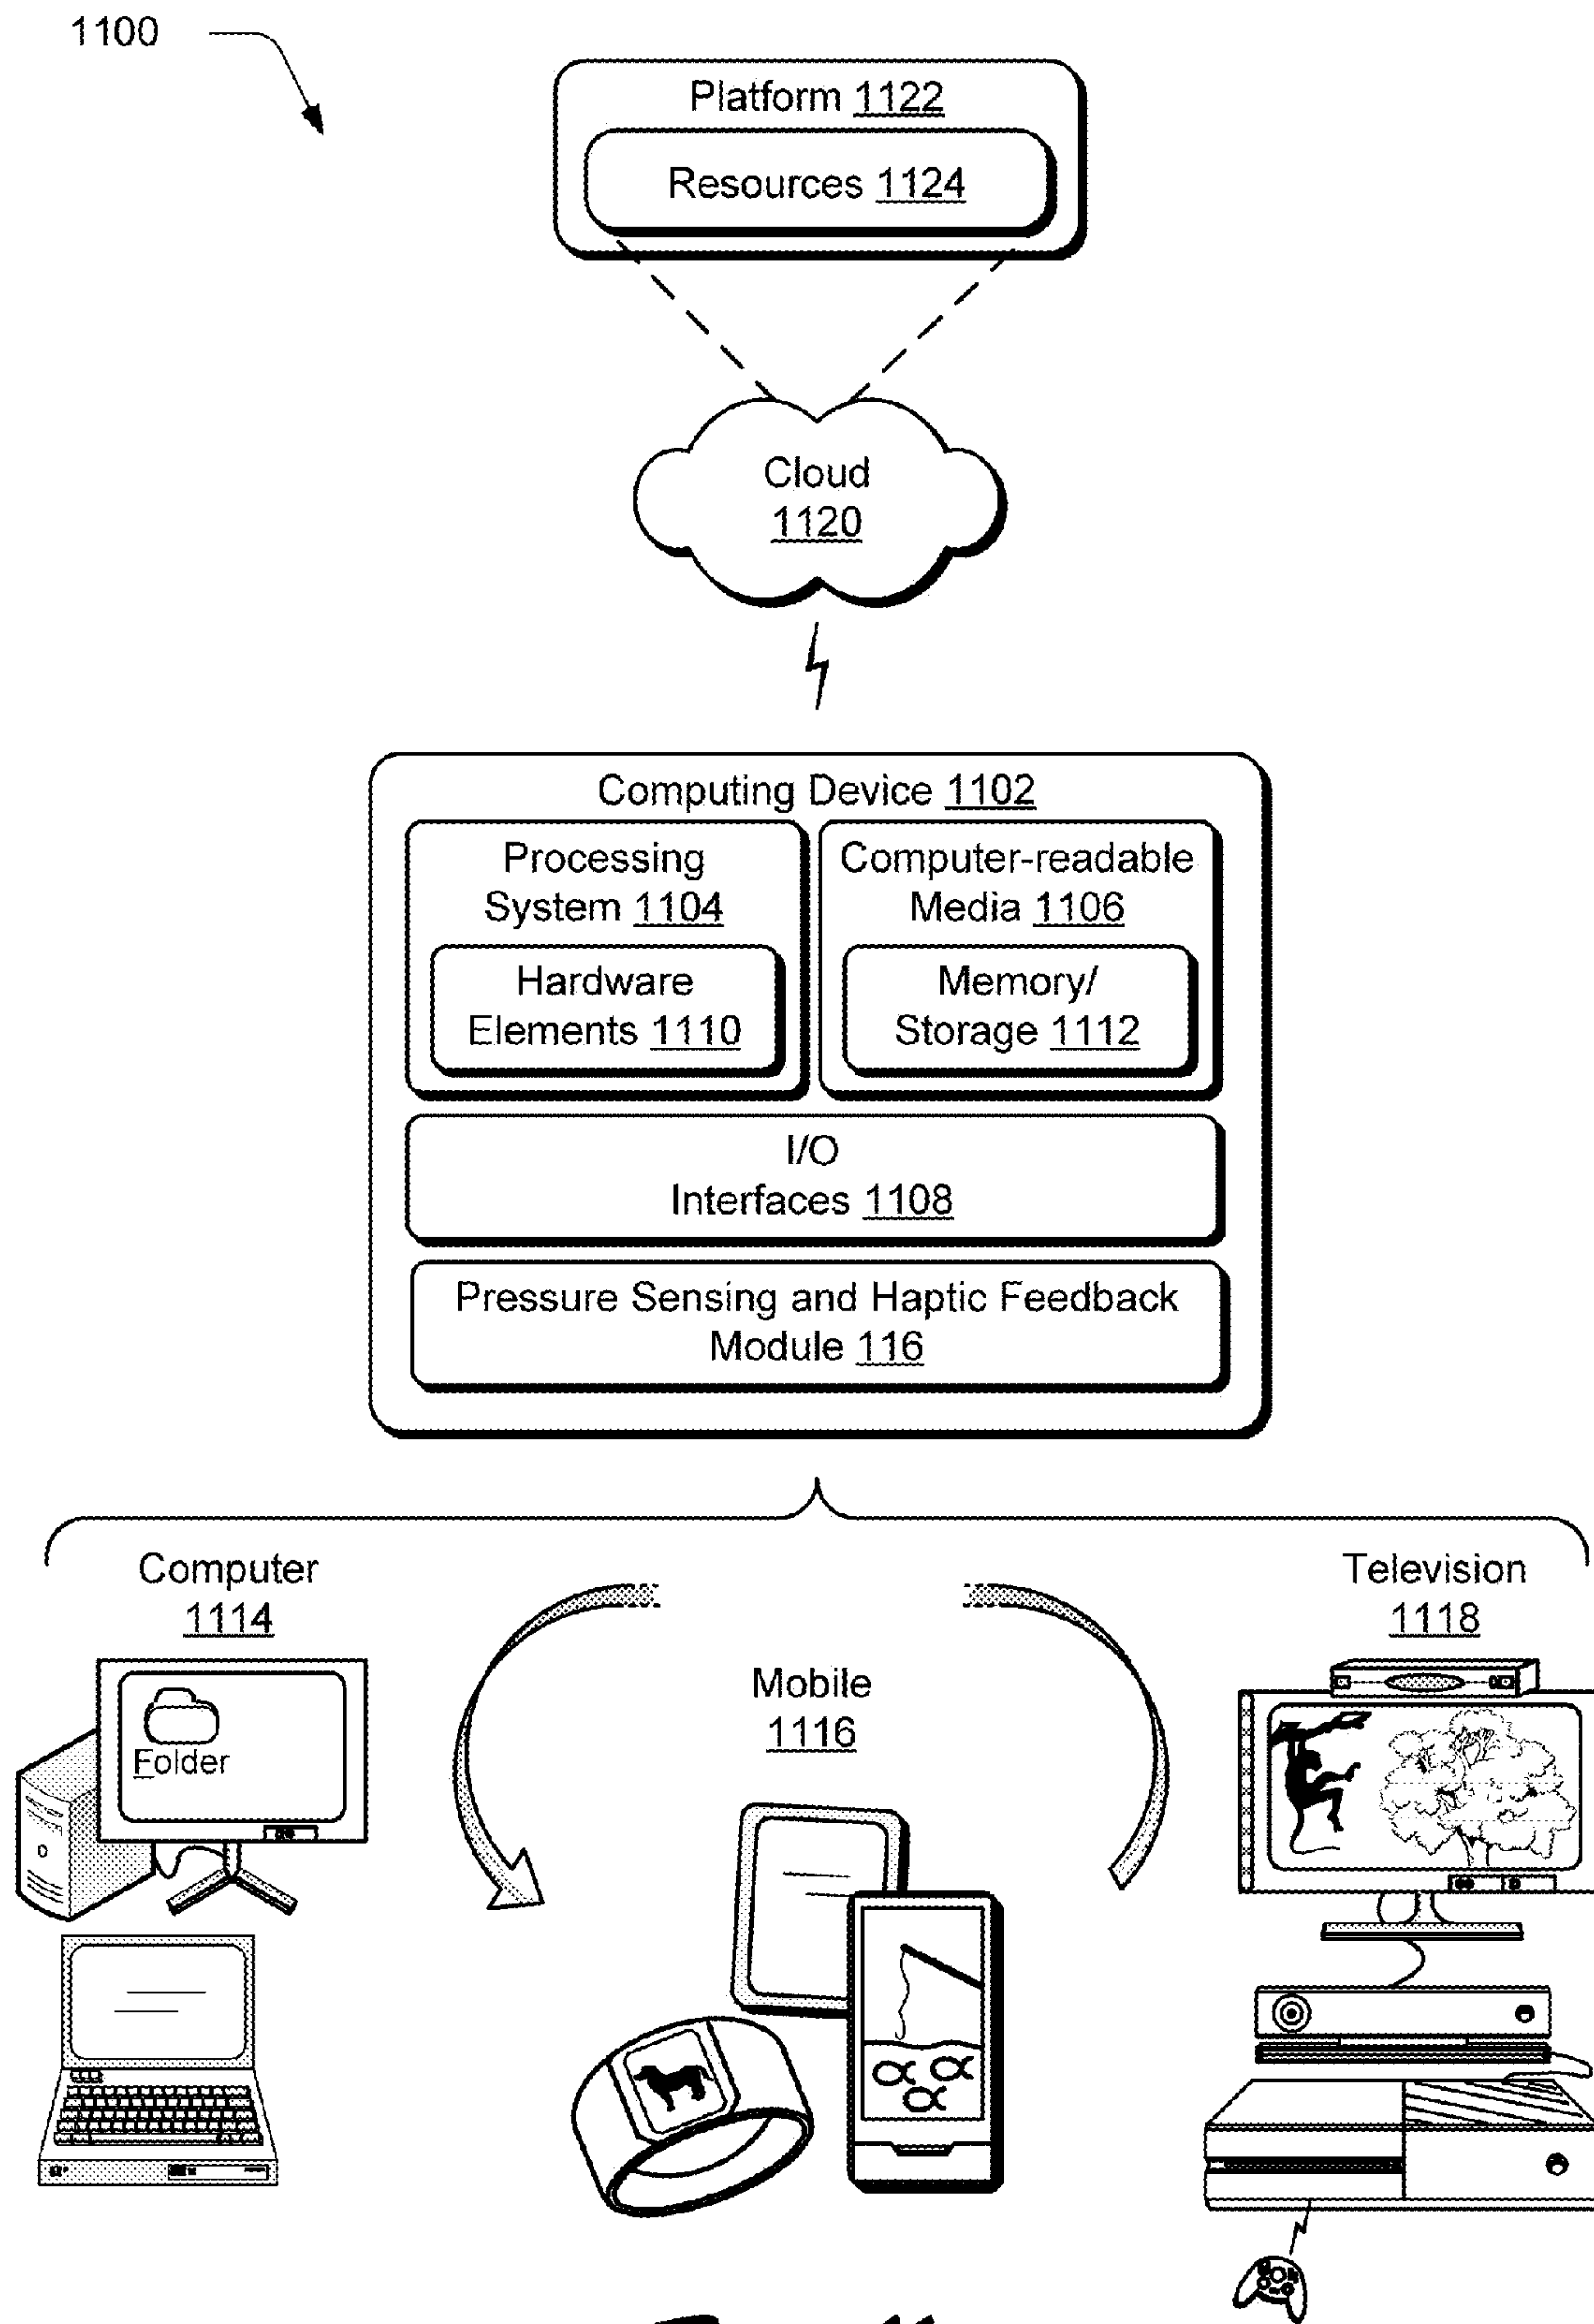 1100
Platform 1122
Resources 1124
Cloud
1120
Computing Device 1102
Processing
System 1104
Computer-readable
Media 1106
Hardware
Elements 1110
Memory/
Storage 1112
I/O
Interfaces 1108
Pressure Sensing and Haptic Feedback
Module 116
Computer
1114
Mobile
1116
Television
1118
Folder